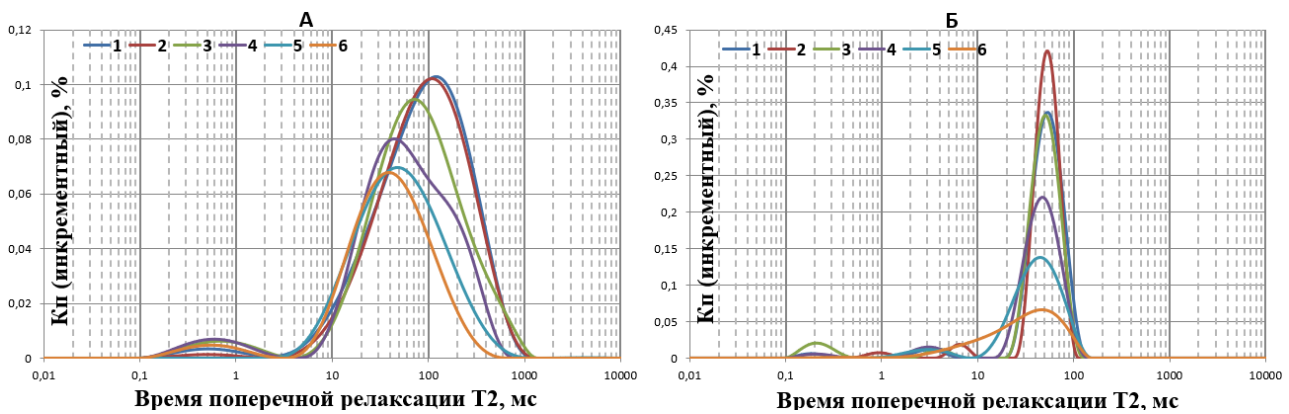 А
0,12
0,1
0,08
0,06
0,04
0,02
0
1 2 3 4 5 6
Кп (инкрементный), %
0,01 0,1 1 10 100 1000 10000
Время поперечной релаксации Т2, мс
Б
0,45
0,4
0,35
0,3
0,25
0,2
0,15
0,1
0,05
0
1 2 3 4 5 6
Кп (инкрементный), %
0,01 0,1 1 10 100 1000 10000
Время поперечной релаксации Т2, мс